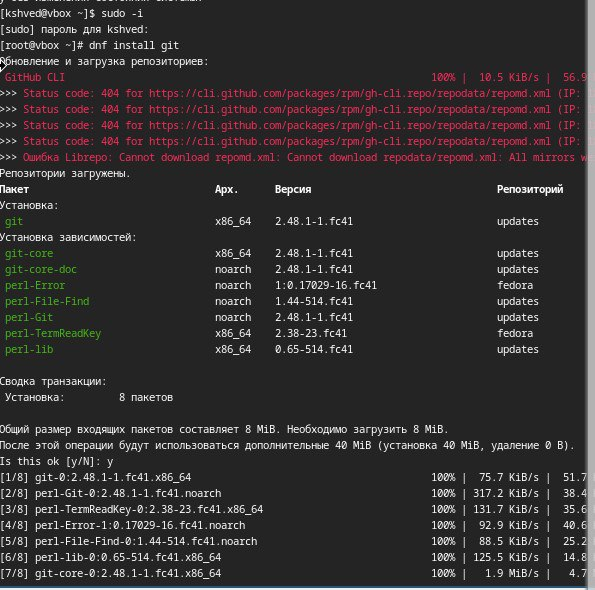 [kshved@vbox ~]$ sudo -i
[sudo] пароль для kshved:
[root@vbox ~]# dnf install git
Обновление и загрузка репозиториев:
GitHub CLI 100% | 10.5 KiB/s | 56.9
>>> Status code: 404 for https://cli.github.com/packages/rpm/gh-cli.repo/repodata/repomd.xml (IP:
>>> Status code: 404 for https://cli.github.com/packages/rpm/gh-cli.repo/repodata/repomd.xml (IP:
>>> Status code: 404 for https://cli.github.com/packages/rpm/gh-cli.repo/repodata/repomd.xml (IP:
>>> Status code: 404 for https://cli.github.com/packages/rpm/gh-cli.repo/repodata/repomd.xml (IP:
>>> Ошибка Librepo: Cannot download repomd.xml: Cannot download repodata/repomd.xml: All mirrors
Репозитории загружены.
Пакет Арх. Версия Репозиторий
Установка:
git x86_64 2.48.1-1.fc41 updates
Установка зависимостей:
git-core x86_64 2.48.1-1.fc41 updates
git-core-doc noarch 2.48.1-1.fc41 updates
perl-Error noarch 1:0.17029-16.fc41 fedora
perl-File-Find noarch 1.44-514.fc41 updates
perl-Git noarch 2.48.1-1.fc41 updates
perl-TermReadKey x86_64 2.38-23.fc41 fedora
perl-lib x86_64 0.65-514.fc41 updates
Сводка транзакции:
Установка: 8 пакетов
Общий размер входящих пакетов составляет 8 MiB. Необходимо загрузить 8 MiB.
После этой операции будут использоваться дополнительные 40 MiB (установка 40 MiB, удаление 0 B).
Is this ok [y/N]: y
[1/8] git-0:2.48.1-1.fc41.x86_64 100% | 75.7 KiB/s | 51.7
[2/8] perl-Git-0:2.48.1-1.fc41.noarch 100% | 317.2 KiB/s | 38.4
[3/8] perl-TermReadKey-0:2.38-23.fc41.x86_64 100% | 131.7 KiB/s | 35.6
[4/8] perl-Error-1:0.17029-16.fc41.noarch 100% | 92.9 KiB/s | 40.6
[5/8] perl-File-Find-0:1.44-514.fc41.noarch 100% | 88.5 KiB/s | 25.2
[6/8] perl-lib-0:0.65-514.fc41.x86_64 100% | 125.5 KiB/s | 14.8
[7/8] git-core-0:2.48.1-1.fc41.x86_64 100% | 1.9 MiB/s | 4.7